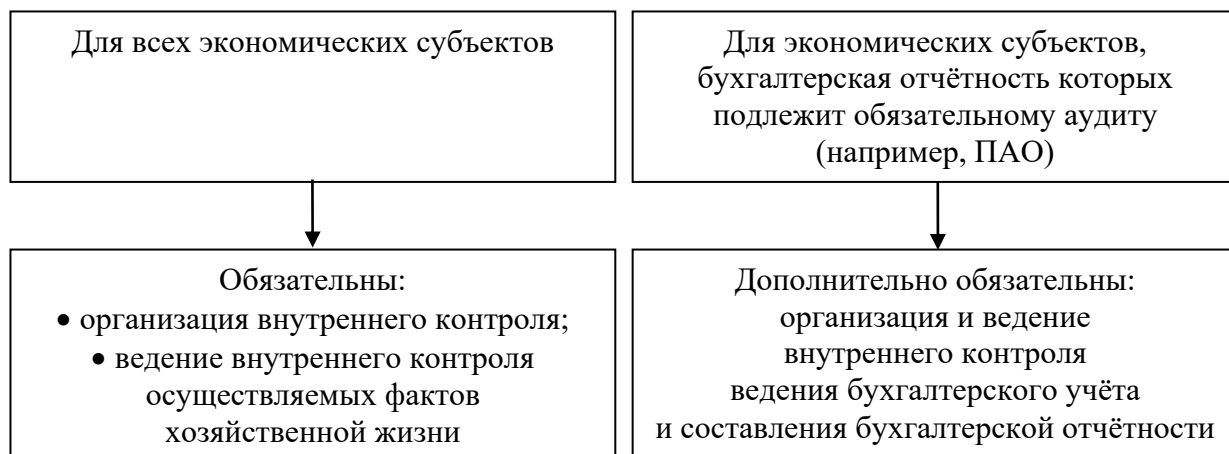 Для всех экономических субъектов
Для экономических субъектов,
бухгалтерская отчётность которых
подлежит обязательному аудиту
(например, ПАО)
Обязательны:
• организация внутреннего контроля;
• ведение внутреннего контроля
осуществляемых фактов
хозяйственной жизни
Дополнительно обязательны:
организация и ведение
внутреннего контроля
ведения бухгалтерского учёта
и составления бухгалтерской отчётности